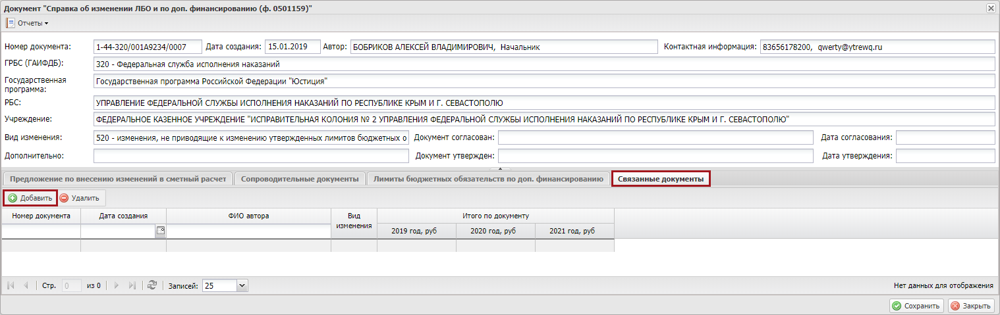 Документ "Справка об изменении ЛБО и по доп. финансированию (ф. 0501159)"
Отчеты
Номер документа: 1-44-320/001А9234/0007 Дата создания: 15.01.2019 Автор: БОБРИКОВ АЛЕКСЕЙ ВЛАДИМИРОВИЧ, Начальник Контактная информация: 83656178200, qwerty@ytrewq.ru
ГРБС (ГАИФДБ): 320 - Федеральная служба исполнения наказаний
Государственная программа: Государственная программа Российской Федерации "Юстиция"
РБС: УПРАВЛЕНИЕ ФЕДЕРАЛЬНОЙ СЛУЖБЫ ИСПОЛНЕНИЯ НАКАЗАНИЙ ПО РЕСПУБЛИКЕ КРЫМ И Г. СЕВАСТОПОЛЮ
Учреждение: ФЕДЕРАЛЬНОЕ КАЗЕННОЕ УЧРЕЖДЕНИЕ "ИСПРАВИТЕЛЬНАЯ КОЛОНИЯ № 2 УПРАВЛЕНИЯ ФЕДЕРАЛЬНОЙ СЛУЖБЫ ИСПОЛНЕНИЯ НАКАЗАНИЙ ПО РЕСПУБЛИКЕ КРЫМ И Г. СЕВАСТОПОЛЮ"
Вид изменения: 520 - изменения, не приводящие к изменению утвержденных лимитов бюджетных о Документ согласован: Дата согласования:
Дополнительно: Документ утвержден: Дата утверждения:
Предложение по внесению изменений в сметный расчет Сопроводительные документы Лимиты бюджетных обязательств по доп. финансированию Связанные документы
Добавить Удалить
Номер документа Дата создания ФИО автора Вид изменения Итого по документу
2019 год, руб 2020 год, руб 2021 год, руб
Стр. 0 из 0 Записей: 25 Нет данных для отображения
Сохранить Закрыть